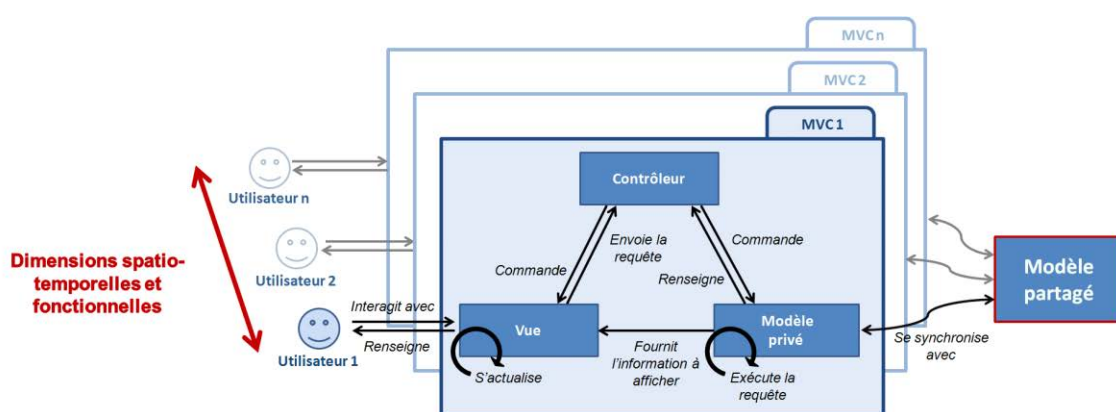 MVC n
MVC 2
MVC 1
Contrôleur
Utilisateur n
Envoie la
requête
Commande
Commande
Renseigne
Utilisateur 2
Dimensions spatio-
temporelles et
fonctionnelles
Modèle
partagé
Interagit avec
Renseigne
Utilisateur 1
Vue
Modèle
privé
Fournit
l'information à
afficher
Se synchronise
avec
S'actualise
Exécute la
requête